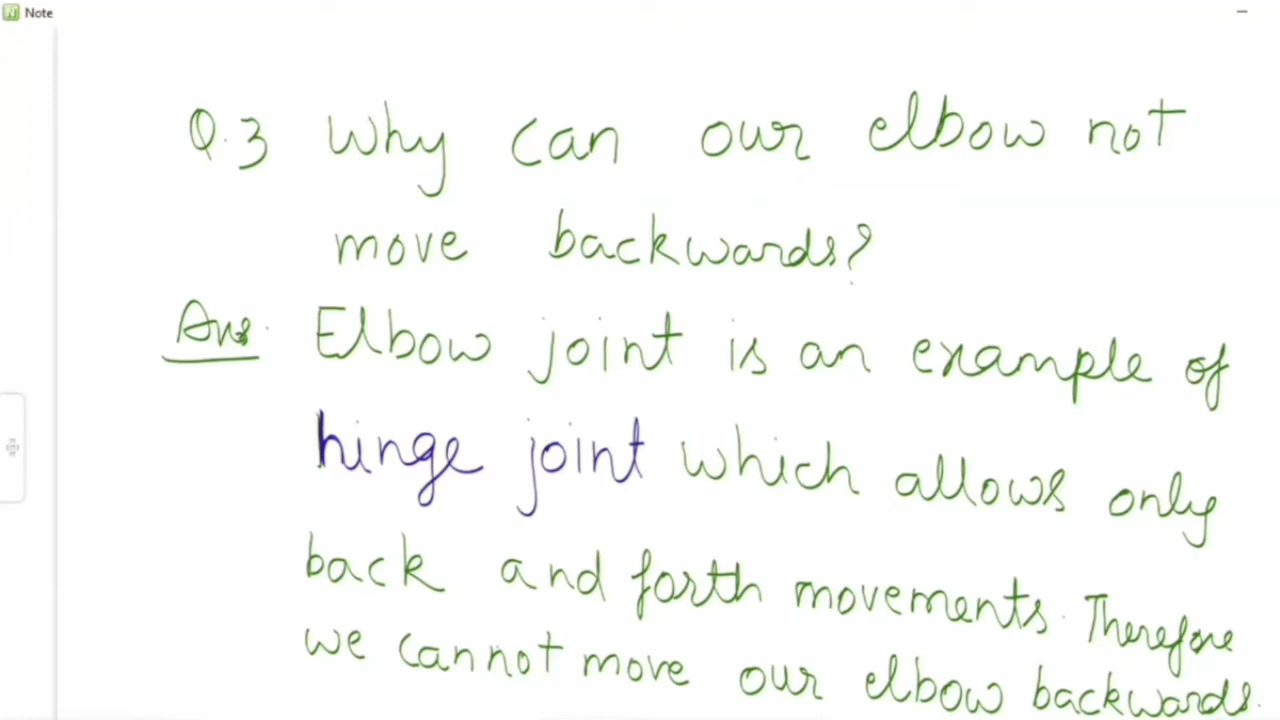 Note
Q.3 Why can our elbow not
move backwards?
Ans. Elbow joint is an example of
hinge joint which allows only
back and forth movements. Therefore
we cannot move our elbow backwards.